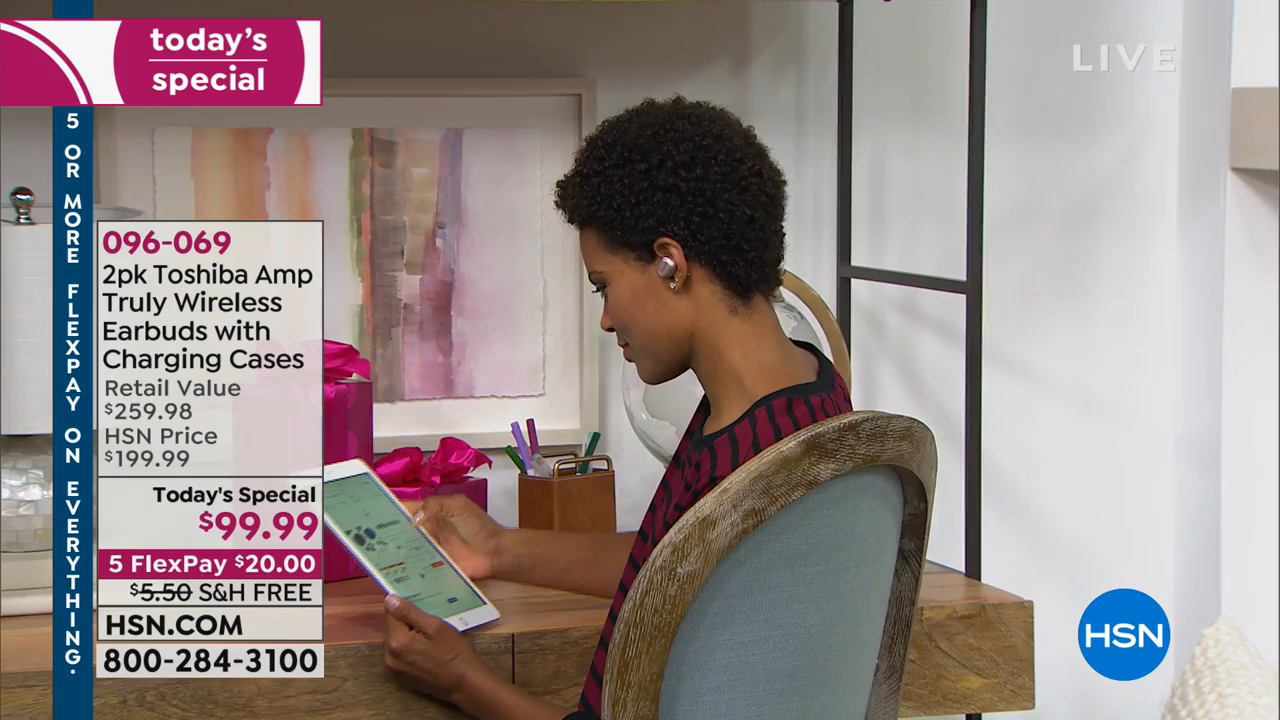 today's
special
LIVE
5 OR MORE FLEXPAY ON EVERYTHING.
096-069
2pk Toshiba Amp
Truly Wireless
Earbuds with
Charging Cases
Retail Value
$259.98
HSN Price
$199.99
Today's Special
$99.99
5 FlexPay $20.00
$5.50 S&H FREE
HSN.COM
800-284-3100
HSN